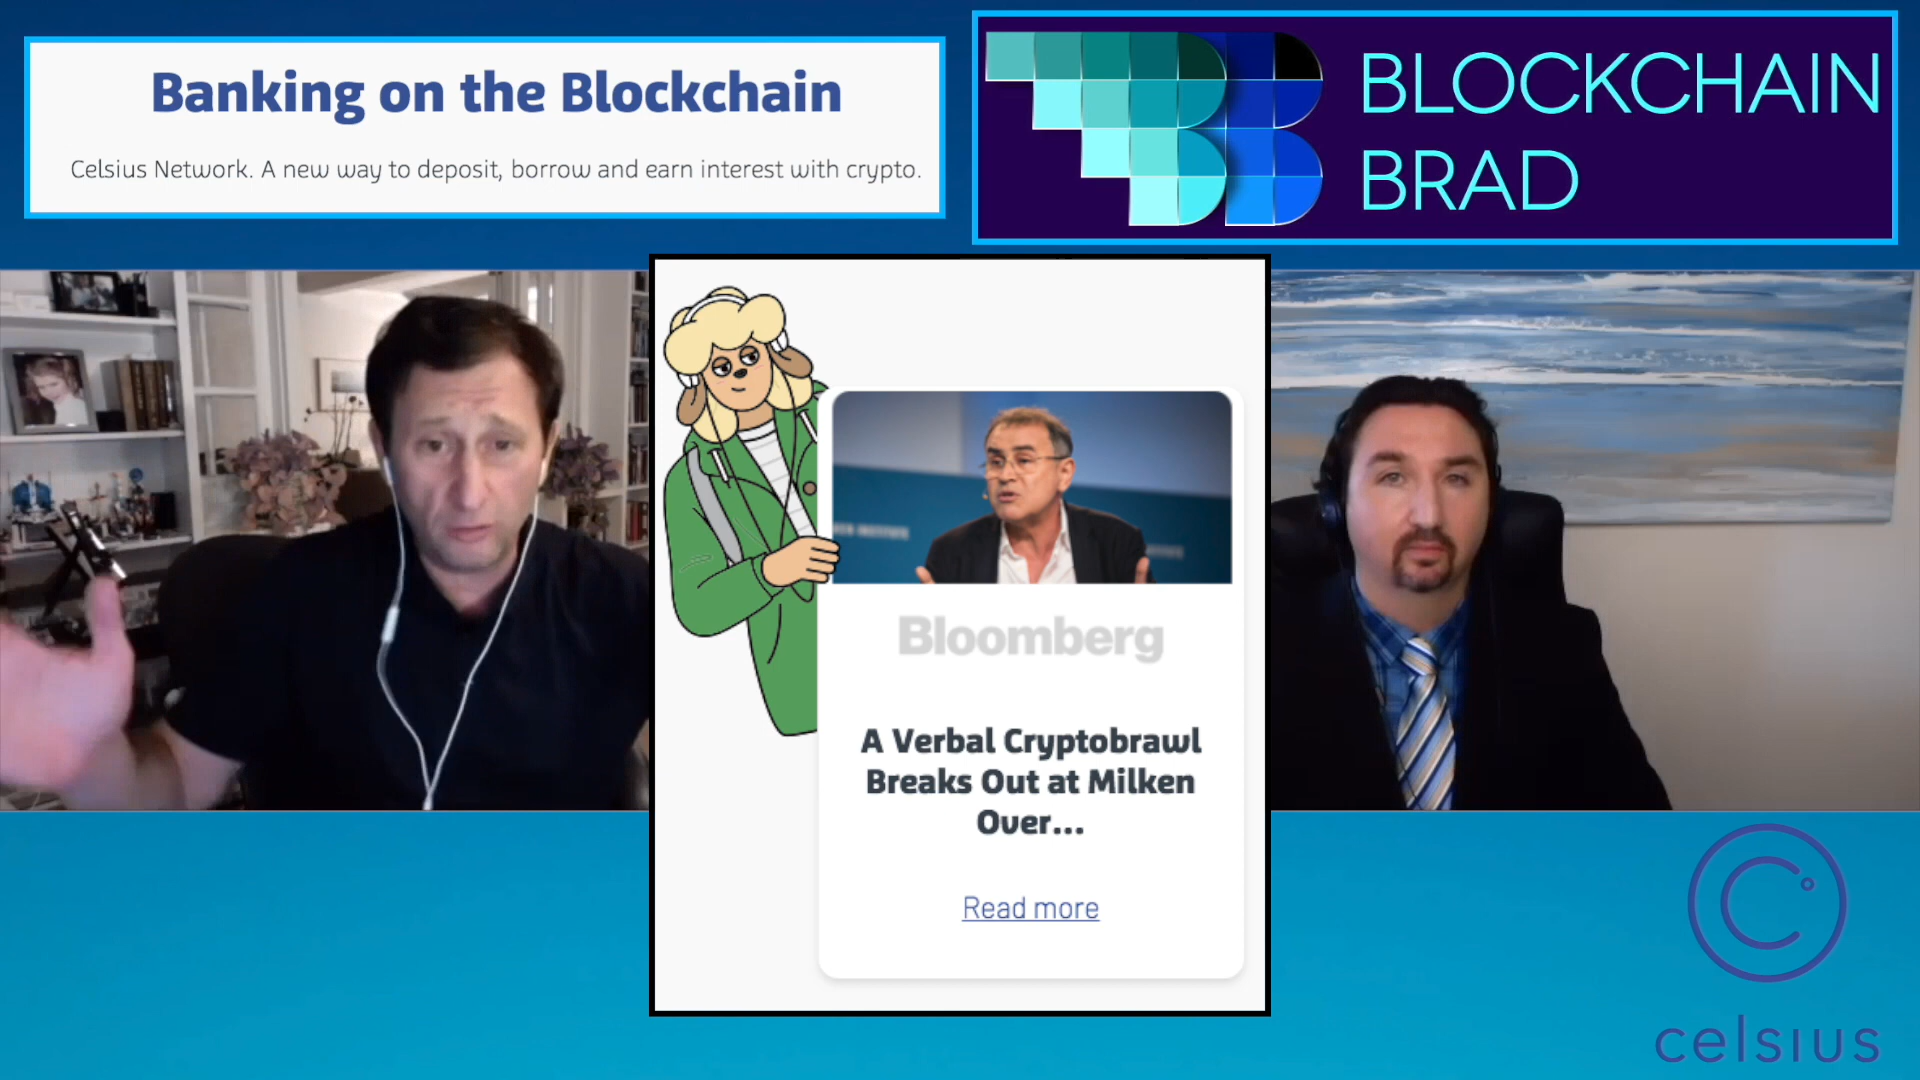 Banking on the Blockchain
Celsius Network. A new way to deposit, borrow and earn interest with crypto.
BLOCKCHAIN
BRAD
Bloomberg
A Verbal Cryptobrawl
Breaks Out at Milken
Over...
Read more
celsius